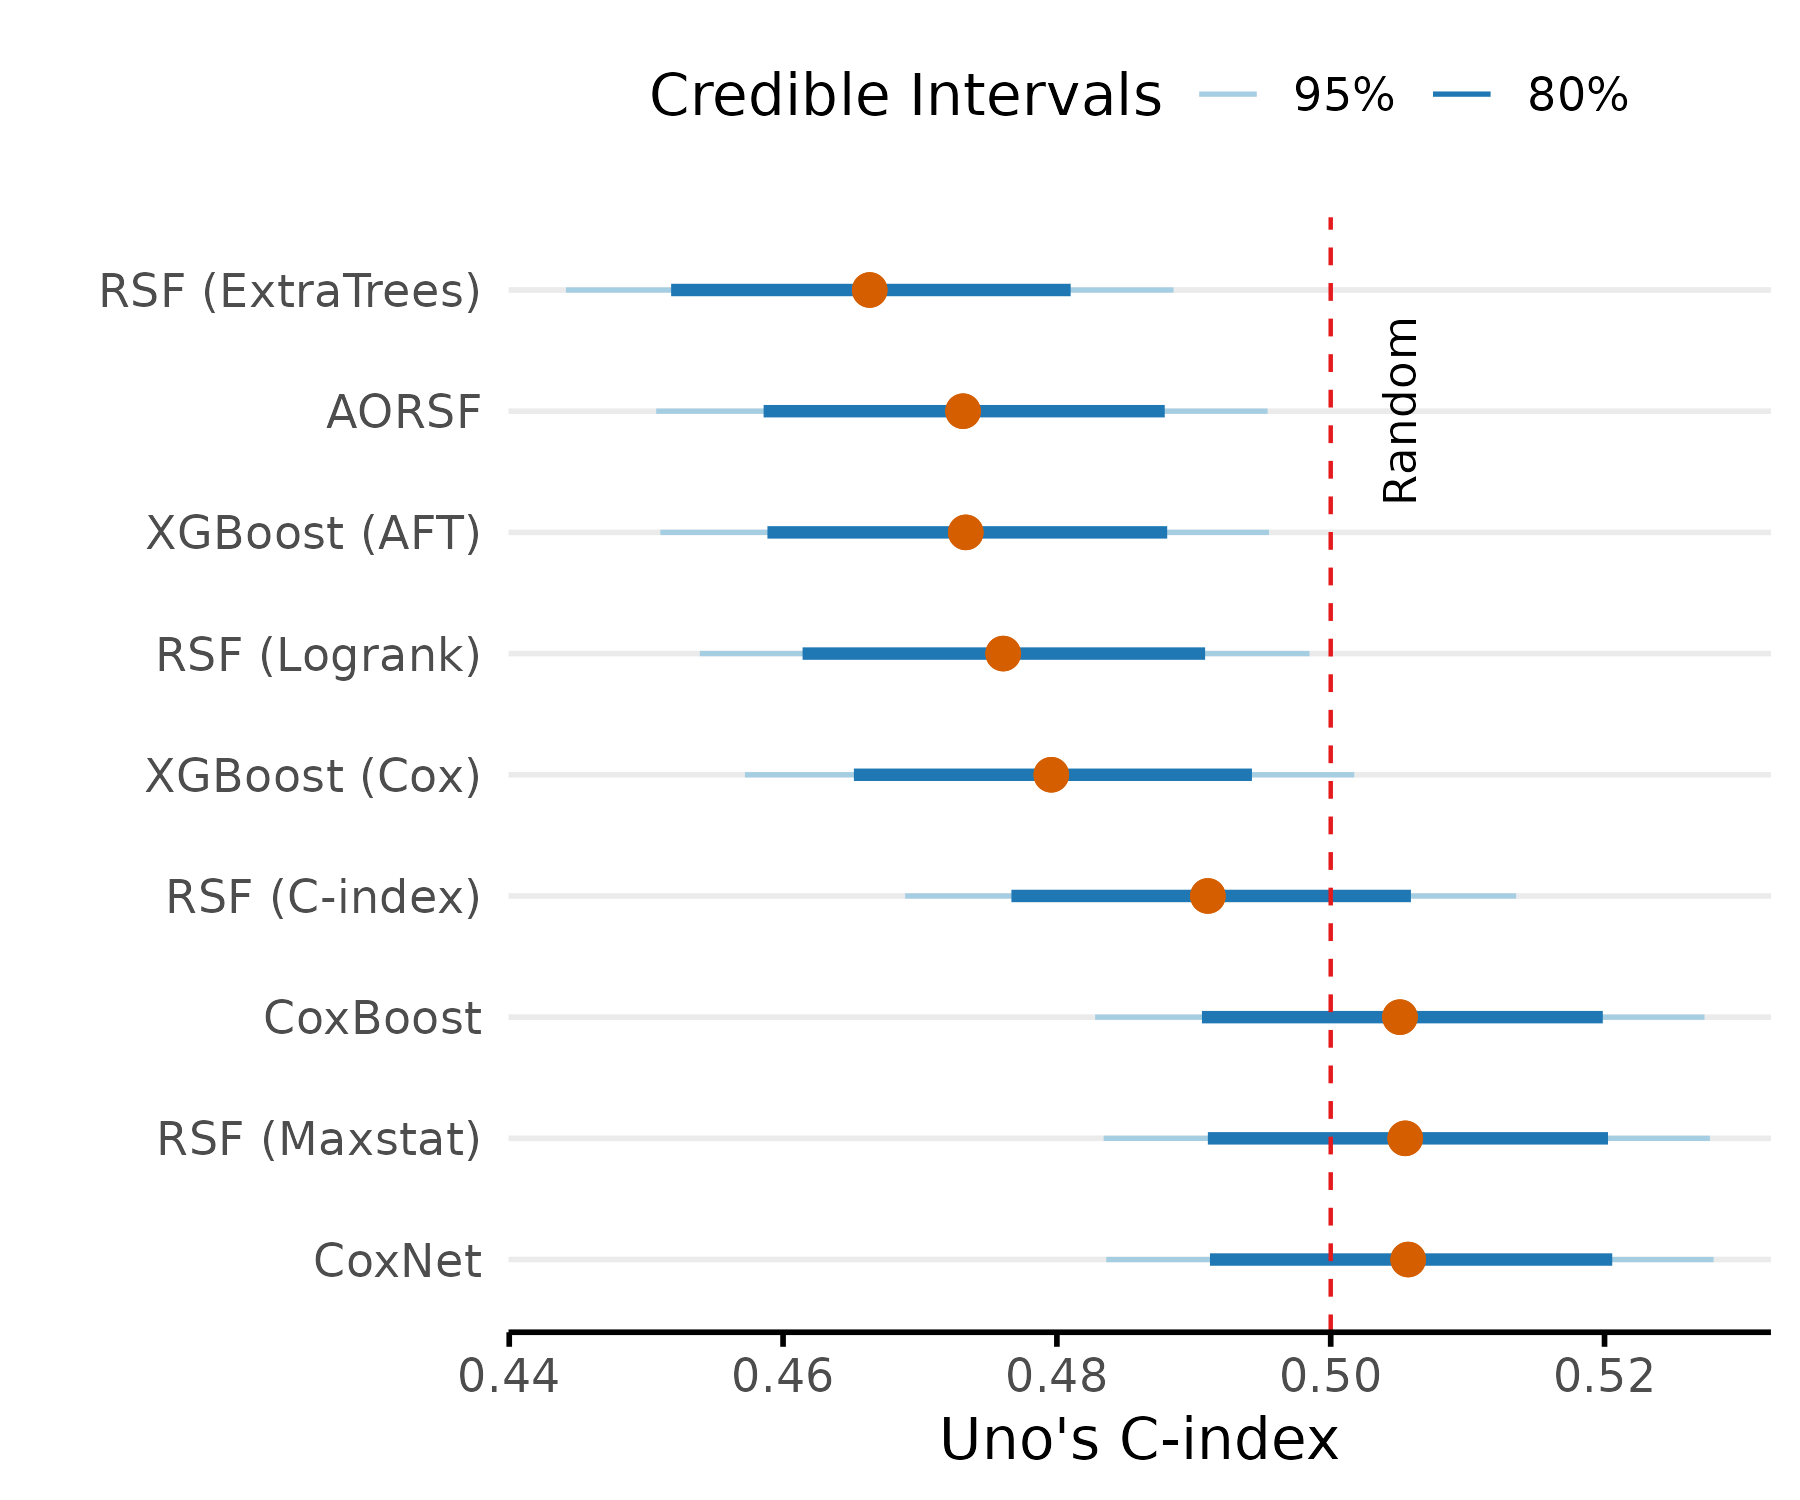 Credible Intervals 95% 80%
RSF (ExtraTrees)
AORSF
XGBoost (AFT)
RSF (Logrank)
XGBoost (Cox)
RSF (C-index)
CoxBoost
RSF (Maxstat)
CoxNet
Random
0.44 0.46 0.48 0.50 0.52
Uno's C-index